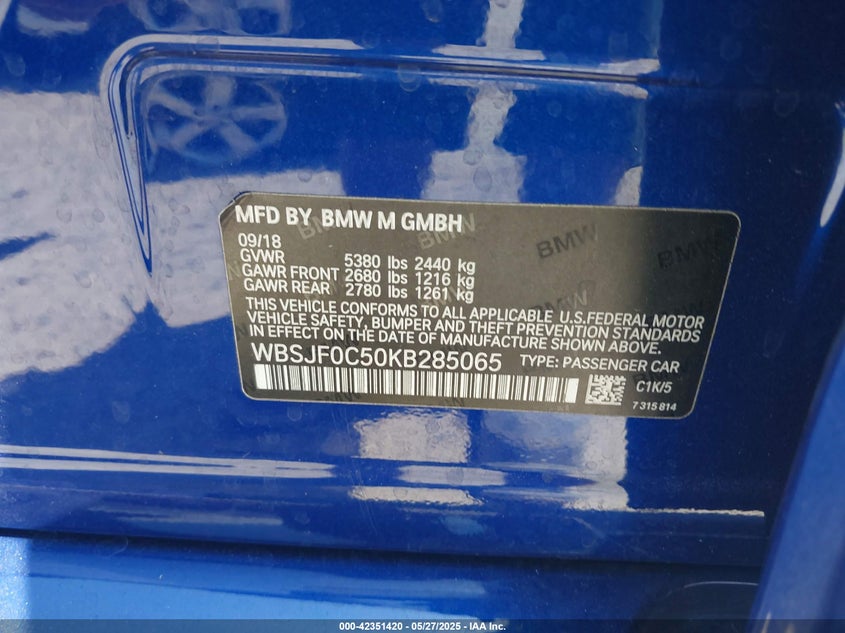 MFD BY BMW M GMBH
09/18
GVWR 5380 lbs 2440 kg
GAWR FRONT 2680 lbs 1216 kg
GAWR REAR 2780 lbs 1261 kg
THIS VEHICLE CONFORMS TO ALL APPLICABLE U.S.FEDERAL MOTOR
VEHICLE SAFETY, BUMPER AND THEFT PREVENTION STANDARDS
IN EFFECT ON THE DATE OF MANUFACTURE SHOWN ABOVE.
WBSJF0C50KB285065 TYPE: PASSENGER CAR
C1K/5
7 315 814
BMW
000-42351420 - 05/27/2025 - IAA Inc.